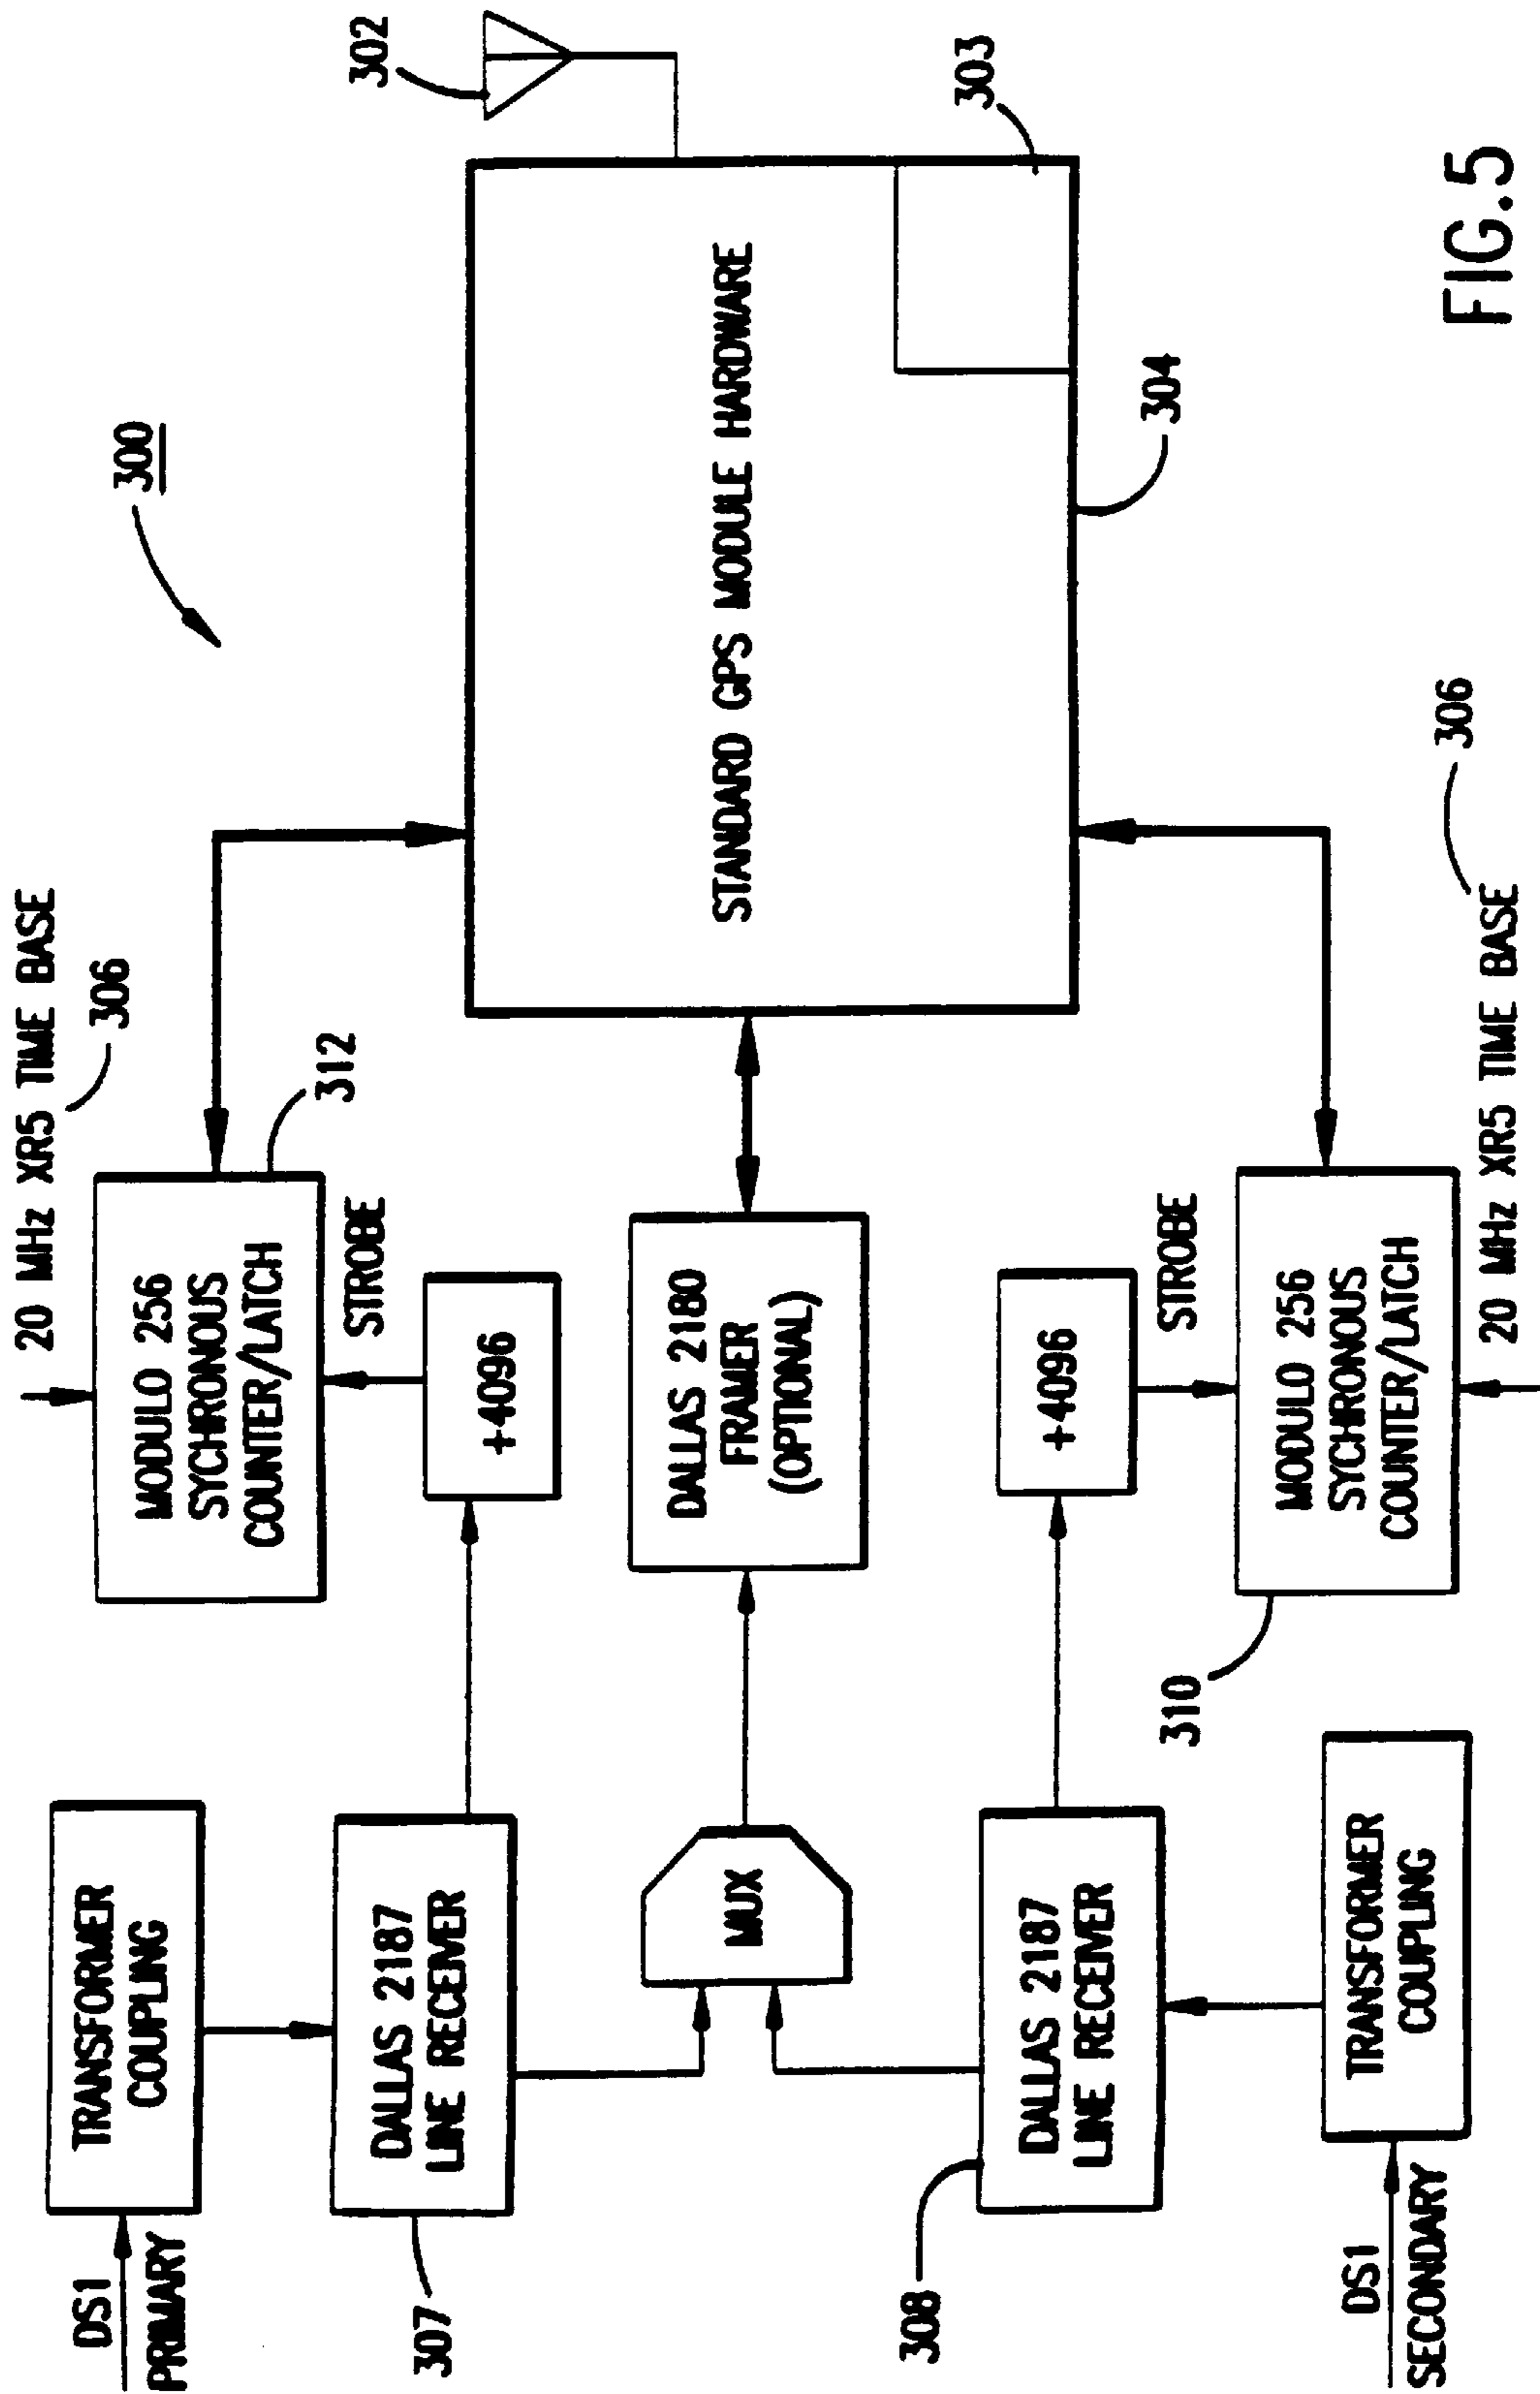 300
20 MHz XR5 TIME BASE
306
DS1
PRIMARY
TRANSFORMER
COUPLING
MODULO 256
SYCHRONOUS
COUNTER/LATCH
312
STROBE
302
307
DALLAS 2187
LINE RECEIVER
+4096
MUX
DALLAS 2180
FRAMER
(OPTIONAL)
STANDARD GPS MODULE HARDWARE
303
308
DALLAS 2187
LINE RECEIVER
+4096
304
STROBE
310
DS1
SECONDARY
TRANSFORMER
COUPLING
MODULO 256
SYCHRONOUS
COUNTER/LATCH
306
20 MHz XR5 TIME BASE
FIG.5